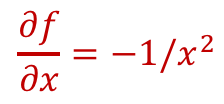 ∂f/∂x = −1/x²